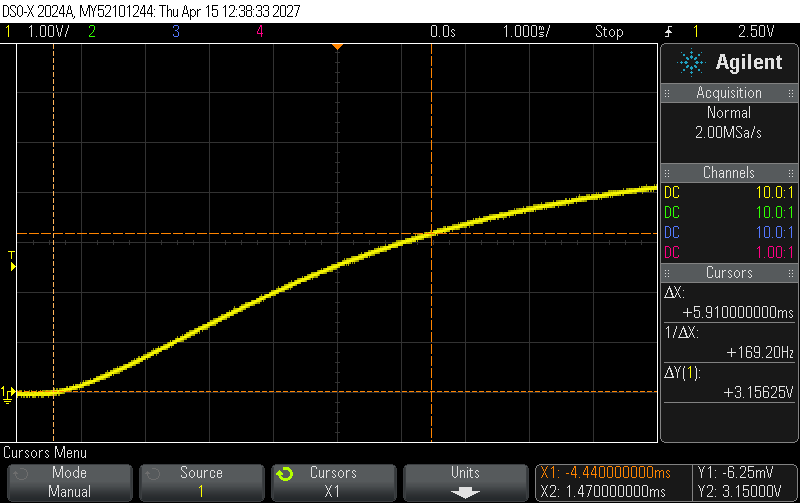 DSO-X 2024A, MY52101244: Thu Apr 15 12:38:33 2027
1 1.00V/ 2 3 4 0.0s 1.000ms/ Stop 1 2.50V
Agilent
Acquisition
Normal
2.00MSa/s
Channels
DC 10.0:1
DC 10.0:1
DC 10.0:1
DC 1.00:1
Cursors
ΔX:
+5.910000000ms
1/ΔX:
+169.20Hz
ΔY(1):
+3.15625V
T
1
Cursors Menu
Mode
Manual
Source
1
Cursors
X1
Units
X1: -4.440000000ms
X2: 1.470000000ms
Y1: -6.25mV
Y2: 3.15000V